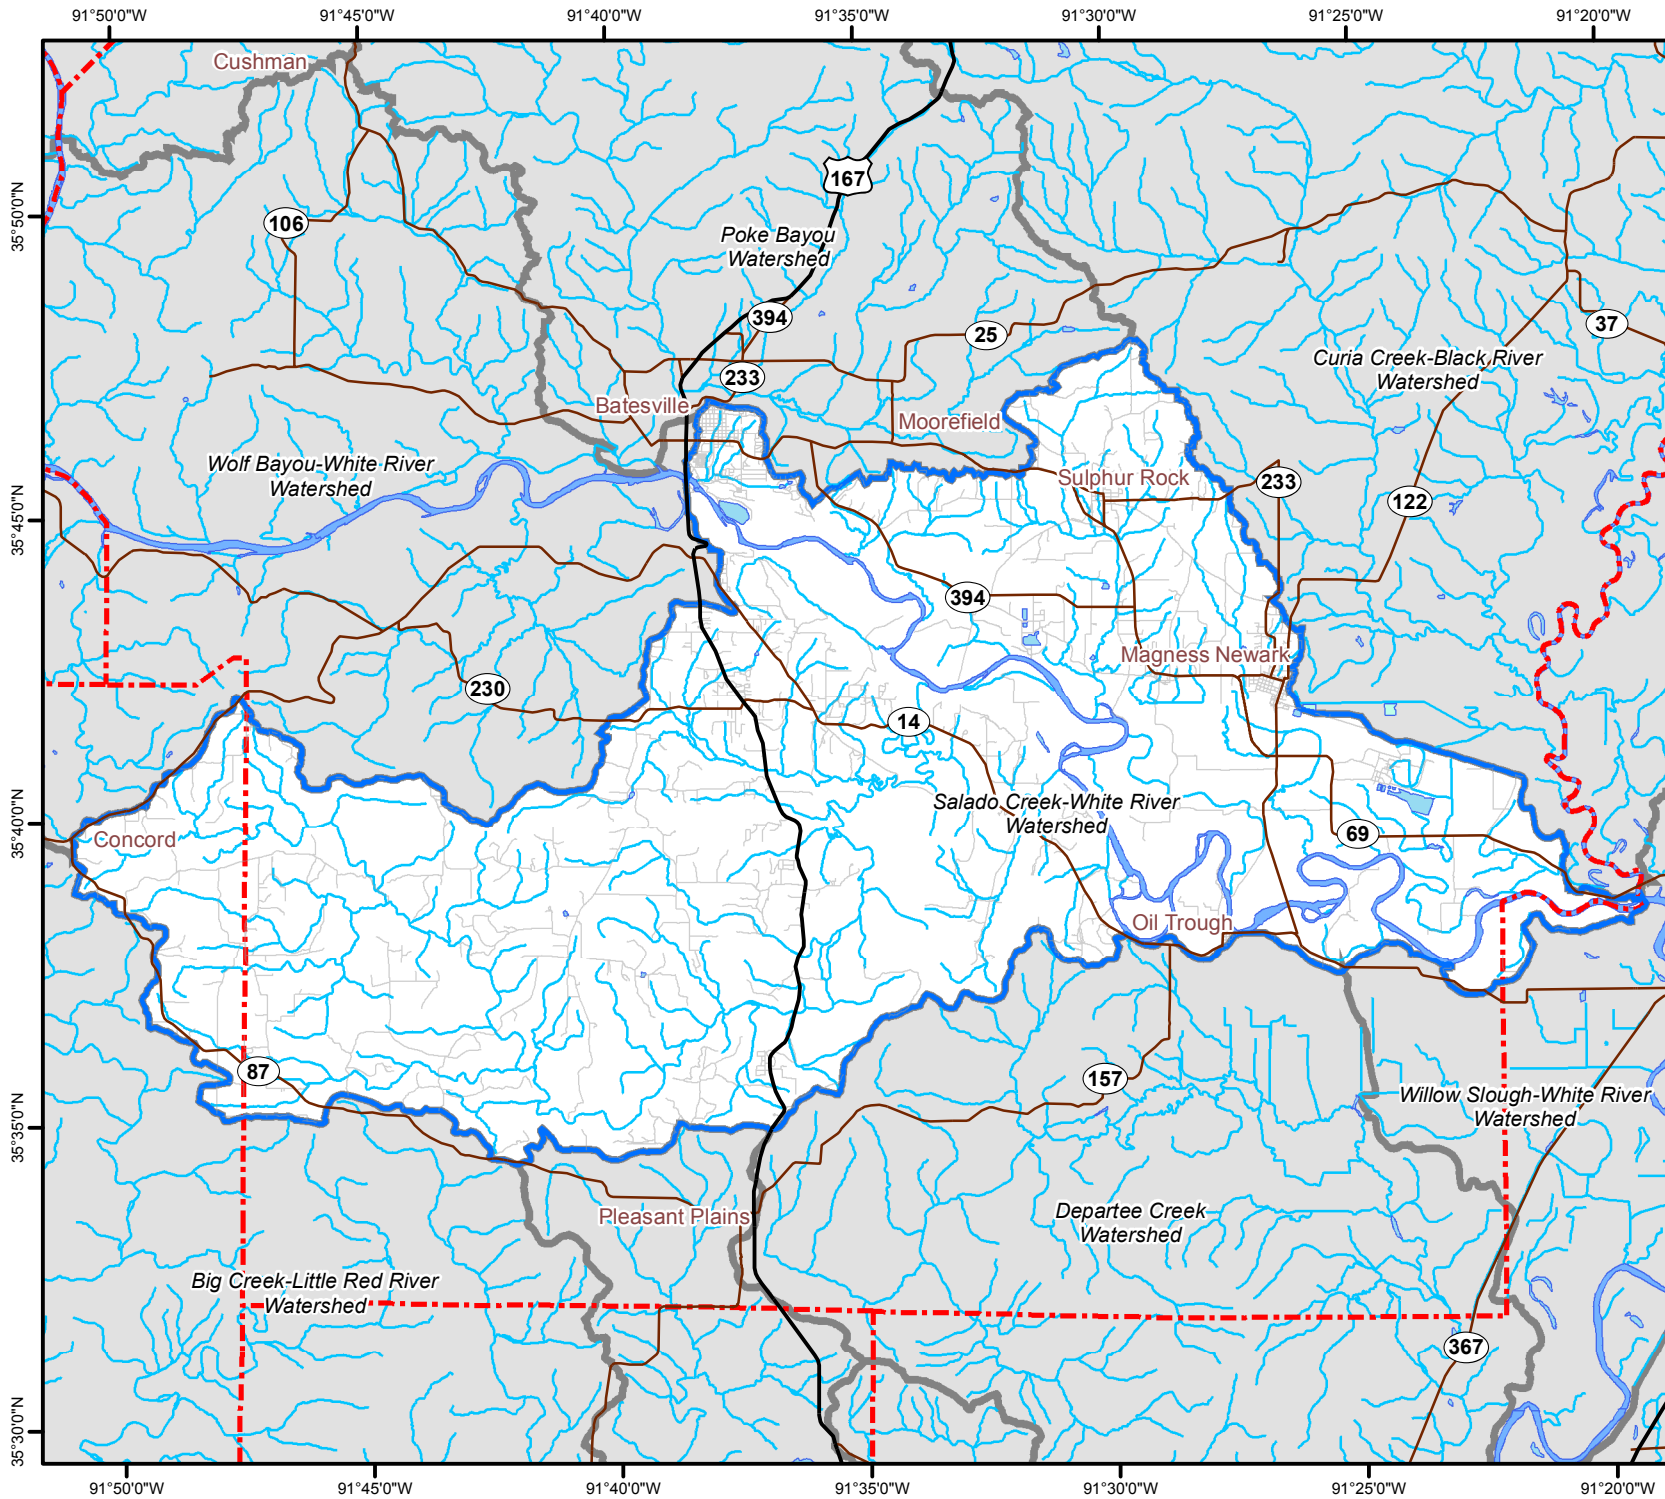 91°50'0"W
91°45'0"W
91°40'0"W
91°35'0"W
91°30'0"W
91°25'0"W
91°20'0"W
Cushman
167
35°50'0"N
106
Poke Bayou
Watershed
394
25
37
Curia Creek-Black River
Watershed
233
Batesville
Moorefield
Wolf Bayou-White River
Watershed
Sulphur Rock
233
122
35°45'0"N
394
Magness
Newark
230
14
Salado Creek-White River
Watershed
69
35°40'0"N
Concord
Oil Trough
87
157
Willow Slough-White River
Watershed
35°35'0"N
Pleasant Plains
Departee Creek
Watershed
Big Creek-Little Red River
Watershed
367
35°30'0"N
91°50'0"W
91°45'0"W
91°40'0"W
91°35'0"W
91°30'0"W
91°25'0"W
91°20'0"W